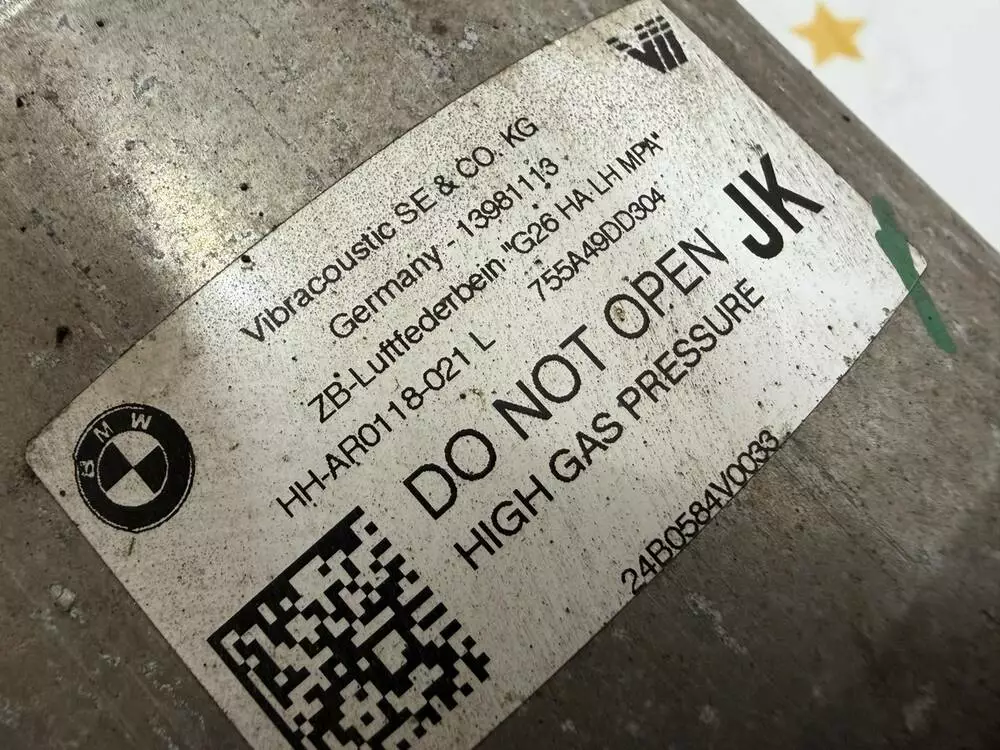 Vibracoustic SE & CO. KG
Germany - 13981113
ZB-Luftfederbein "G26 HA LH MPA"
HH-AR0118-021 L 755A49DD304
DO NOT OPEN JK
HIGH GAS PRESSURE
24B0584V0033
BMW